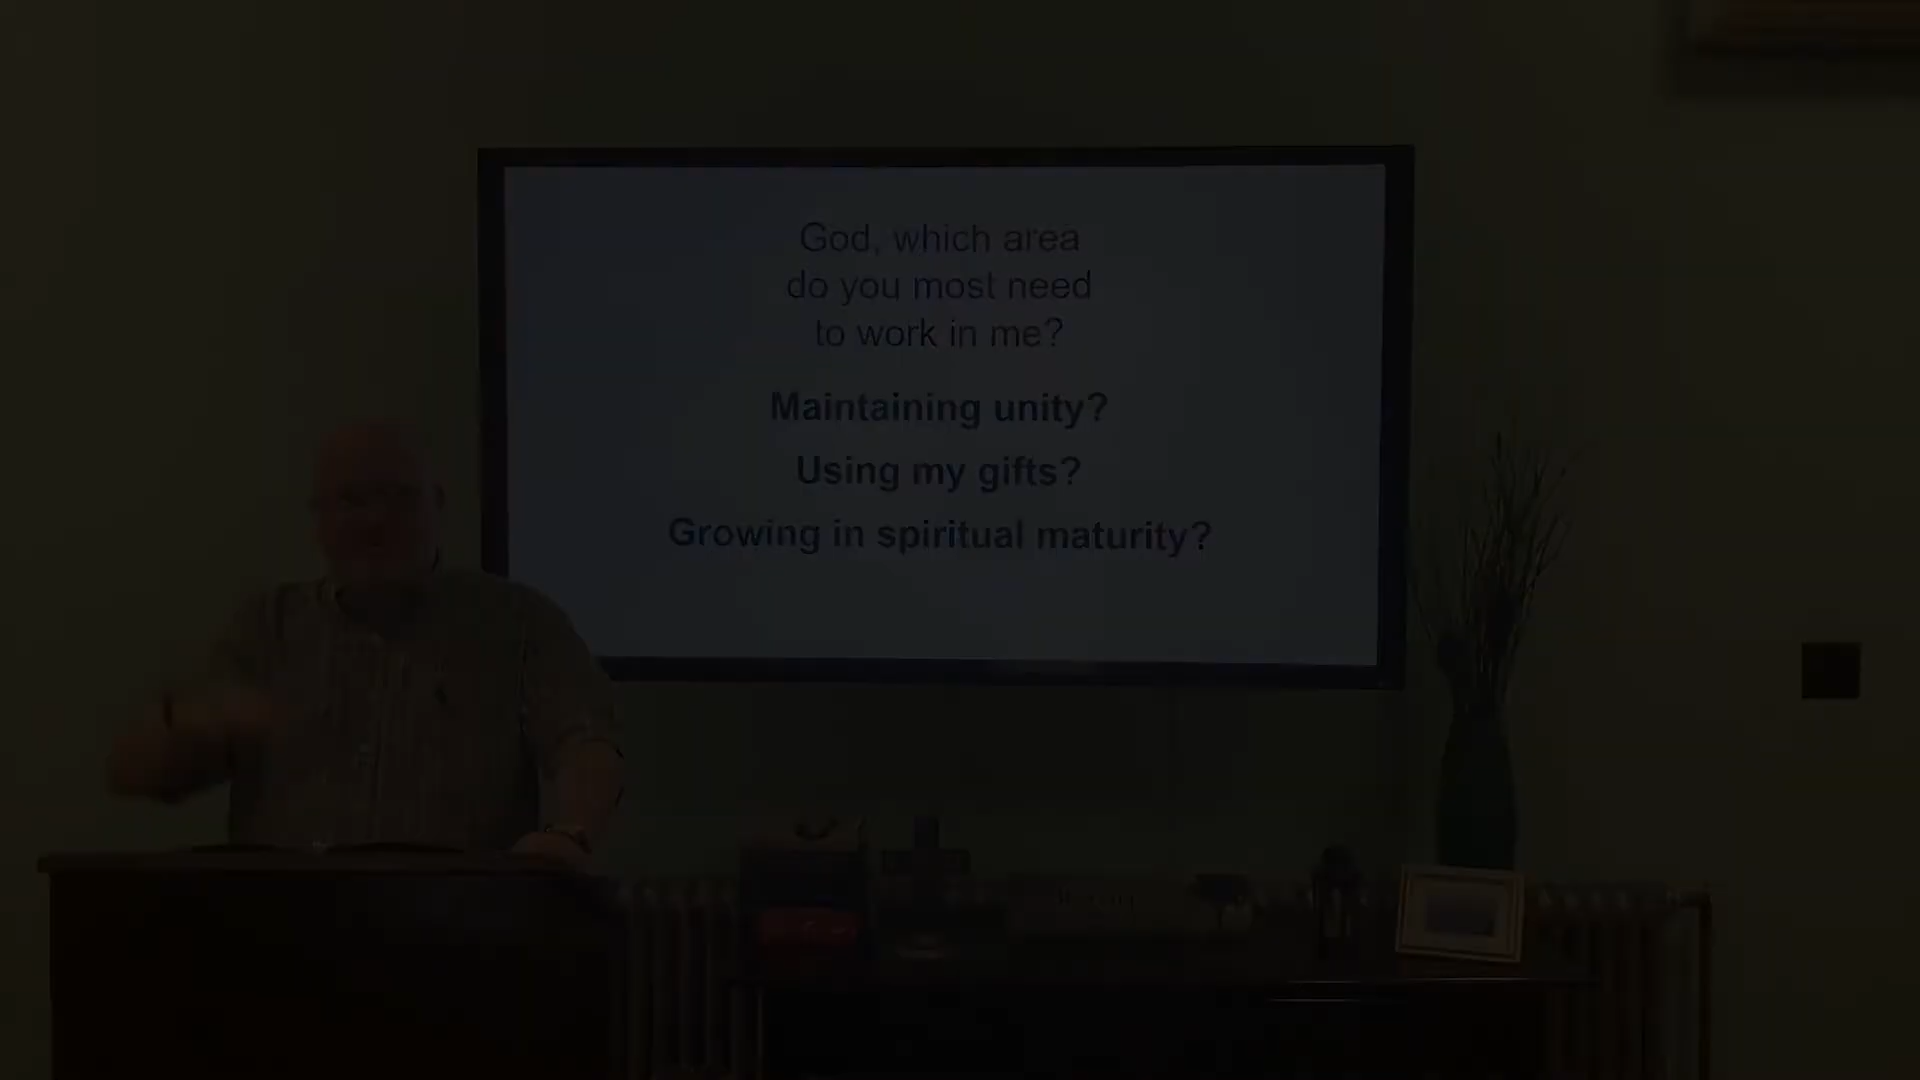 God, which area
do you most need
to work in me?
Maintaining unity?
Using my gifts?
Growing in spiritual maturity?